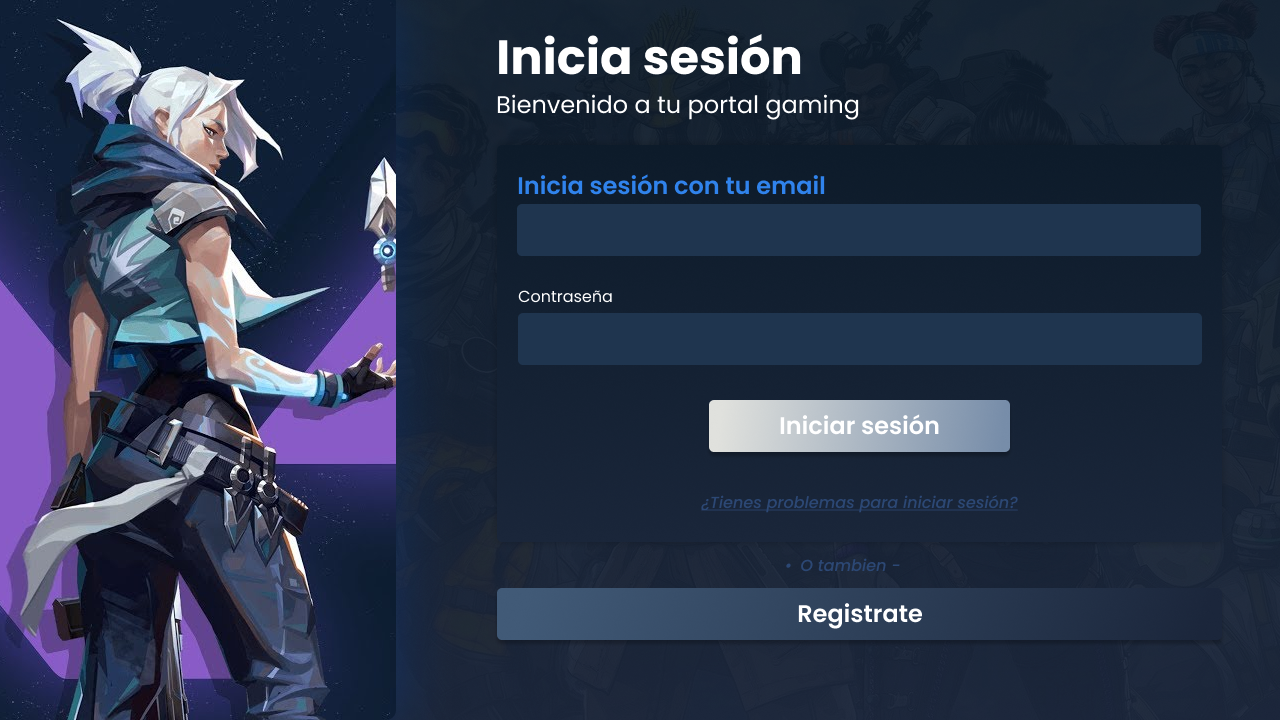 Inicia sesión
Bienvenido a tu portal gaming
Inicia sesión con tu email
Contraseña
Iniciar sesión
¿Tienes problemas para iniciar sesión?
• O tambien -
Registrate